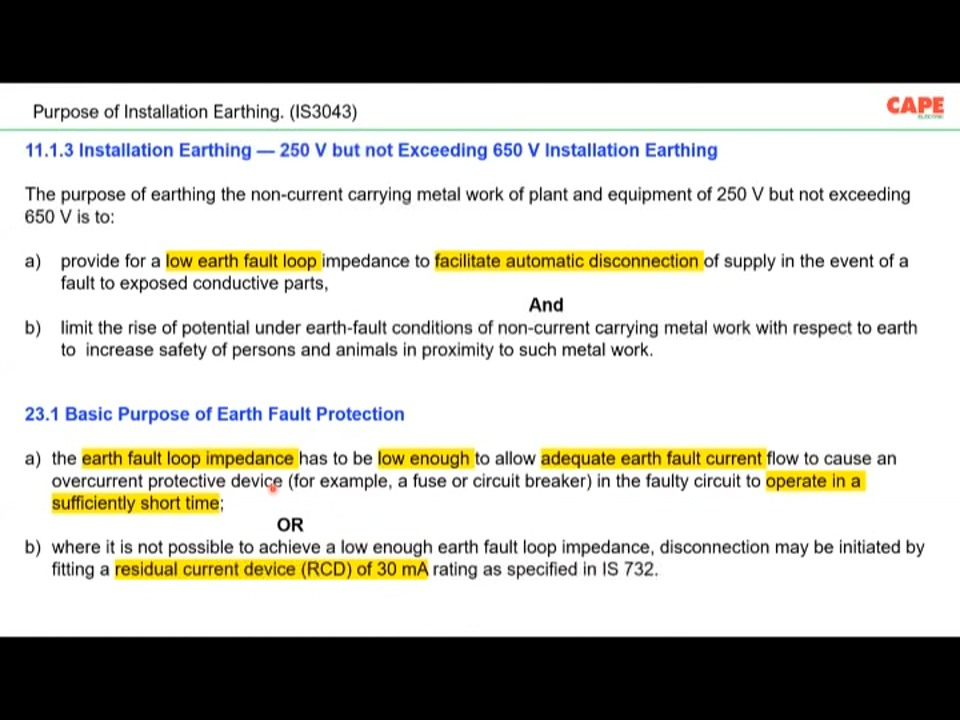 Purpose of Installation Earthing. (IS3043)
CAPE
ELECTRIC
11.1.3 Installation Earthing — 250 V but not Exceeding 650 V Installation Earthing
The purpose of earthing the non-current carrying metal work of plant and equipment of 250 V but not exceeding
650 V is to:
a) provide for a low earth fault loop impedance to facilitate automatic disconnection of supply in the event of a
fault to exposed conductive parts,
And
b) limit the rise of potential under earth-fault conditions of non-current carrying metal work with respect to earth
to increase safety of persons and animals in proximity to such metal work.
23.1 Basic Purpose of Earth Fault Protection
a) the earth fault loop impedance has to be low enough to allow adequate earth fault current flow to cause an
overcurrent protective device (for example, a fuse or circuit breaker) in the faulty circuit to operate in a
sufficiently short time;
OR
b) where it is not possible to achieve a low enough earth fault loop impedance, disconnection may be initiated by
fitting a residual current device (RCD) of 30 mA rating as specified in IS 732.